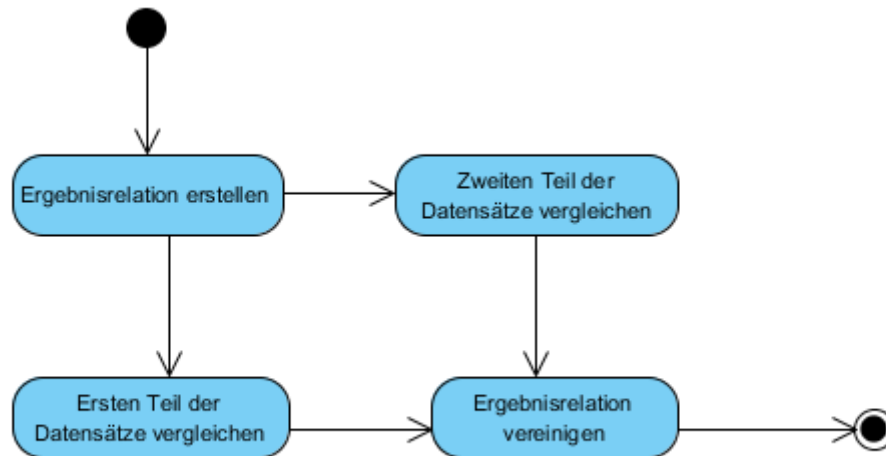 Ergebnisrelation erstellen
Zweiten Teil der
Datensätze vergleichen
Ersten Teil der
Datensätze vergleichen
Ergebnisrelation
vereinigen